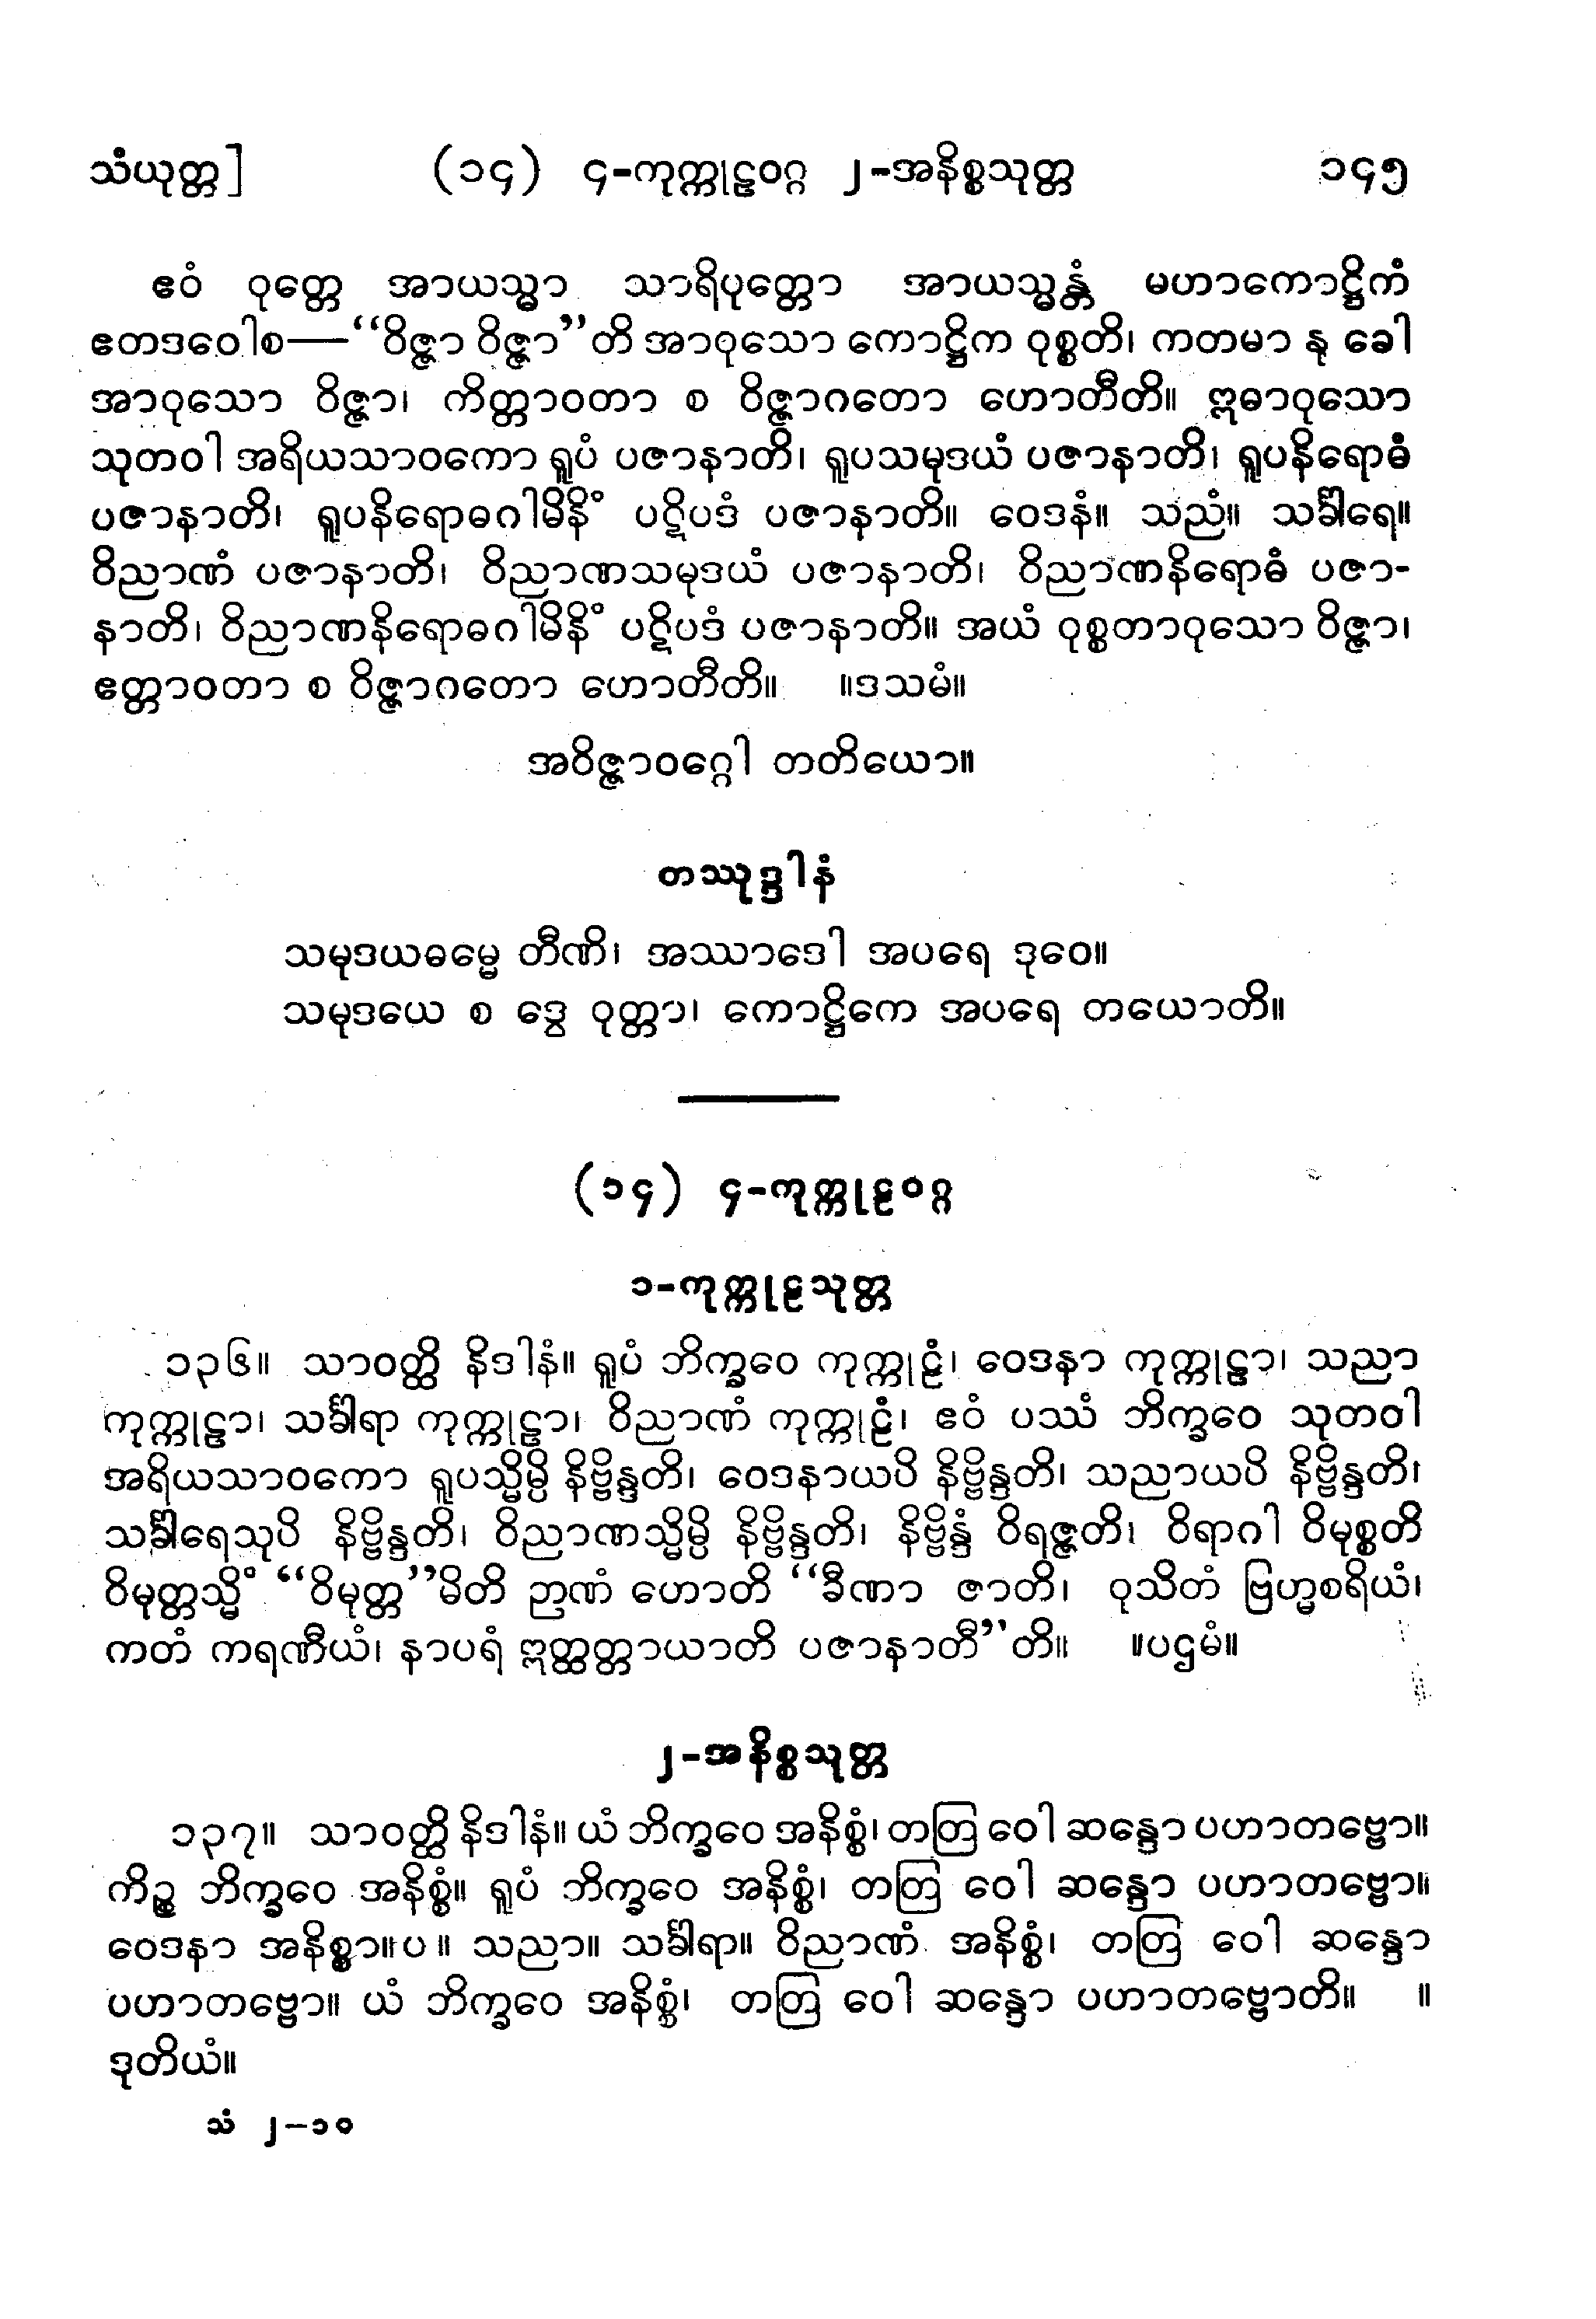 သံယုတ္တ] (၁၄) ၄-ကုက္ကုဠဝဂ္ဂ ၂-အနိစ္စသုတ္တ ၁၄၅
ဧဝံ ဝုတ္တေ အာယသ္မာ သာရိပုတ္တော အာယသ္မန္တံ မဟာကောဋ္ဌိကံ
ဧတဒဝေါစ—“ဝိဇ္ဇာ ဝိဇ္ဇာ”တိ အာဝုသော ကောဋ္ဌိက ဝုစ္စတိ၊ ကတမာ နု ခေါ
အာဝုသော ဝိဇ္ဇာ၊ ကိတ္တာဝတာ စ ဝိဇ္ဇာဂတော ဟောတီတိ။ ဣဓာဝုသော
သုတဝါ အရိယသာဝကော ရူပံ ပဇာနာတိ၊ ရူပသမုဒယံ ပဇာနာတိ၊ ရူပနိရောဓံ
ပဇာနာတိ၊ ရူပနိရောဓဂါမိနိံ ပဋိပဒံ ပဇာနာတိ။ ဝေဒနံ။ သညံ။ သင်္ခါရေ။
ဝိညာဏံ ပဇာနာတိ၊ ဝိညာဏသမုဒယံ ပဇာနာတိ၊ ဝိညာဏနိရောဓံ ပဇာ-
နာတိ၊ ဝိညာဏနိရောဓဂါမိနိံ ပဋိပဒံ ပဇာနာတိ။ အယံ ဝုစ္စတာဝုသော ဝိဇ္ဇာ၊
ဧတ္တာဝတာ စ ဝိဇ္ဇာဂတော ဟောတီတိ။ ။ဒသမံ။
အဝိဇ္ဇာဝဂ္ဂေါ တတိယော။
တဿုဒ္ဒါနံ
သမုဒယဓမ္မေ တီဏိ၊ အဿာဒေါ အပရေ ဒုဝေ။
သမုဒယေ စ ဒွေ ဝုတ္တာ၊ ကောဋ္ဌိကေ အပရေ တယောတိ။
(၁၄) ၄-ကုက္ကုဠဝဂ္ဂ
၁-ကုက္ကုဠသုတ္တ
၁၃၆။ သာဝတ္ထိ နိဒါနံ။ ရူပံ ဘိက္ခဝေ ကုက္ကုဠံ၊ ဝေဒနာ ကုက္ကုဠာ၊ သညာ
ကုက္ကုဠာ၊ သင်္ခါရာ ကုက္ကုဠာ၊ ဝိညာဏံ ကုက္ကုဠံ၊ ဧဝံ ပဿံ ဘိက္ခဝေ သုတဝါ
အရိယသာဝကော ရူပသ္မိမ္ပိ နိဗ္ဗိန္ဒတိ၊ ဝေဒနာယပိ နိဗ္ဗိန္ဒတိ၊ သညာယပိ နိဗ္ဗိန္ဒတိ၊
သင်္ခါရေသုပိ နိဗ္ဗိန္ဒတိ၊ ဝိညာဏသ္မိမ္ပိ နိဗ္ဗိန္ဒတိ၊ နိဗ္ဗိန္ဒံ ဝိရဇ္ဇတိ၊ ဝိရာဂါ ဝိမုစ္စတိ
ဝိမုတ္တသ္မိံ “ဝိမုတ္တ”မိတိ ဉာဏံ ဟောတိ “ခီဏာ ဇာတိ၊ ဝုသိတံ ဗြဟ္မစရိယံ၊
ကတံ ကရဏီယံ၊ နာပရံ ဣတ္ထတ္တာယာတိ ပဇာနာတီ”တိ။ ။ပဌမံ။
၂-အနိစ္စသုတ္တ
၁၃၇။ သာဝတ္ထိ နိဒါနံ။ ယံ ဘိက္ခဝေ အနိစ္စံ၊ တတြ ဝေါ ဆန္ဒော ပဟာတဗ္ဗော။
ကိဉ္စ ဘိက္ခဝေ အနိစ္စံ။ ရူပံ ဘိက္ခဝေ အနိစ္စံ၊ တတြ ဝေါ ဆန္ဒော ပဟာတဗ္ဗော။
ဝေဒနာ အနိစ္စာ။ပ။ သညာ။ သင်္ခါရာ။ ဝိညာဏံ အနိစ္စံ၊ တတြ ဝေါ ဆန္ဒော
ပဟာတဗ္ဗော။ ယံ ဘိက္ခဝေ အနိစ္စံ၊ တတြ ဝေါ ဆန္ဒော ပဟာတဗ္ဗောတိ။ ။
ဒုတိယံ။
သံ ၂–၁၀